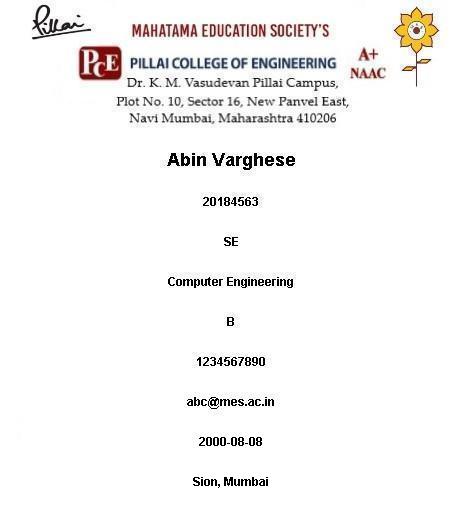 Pillai
MAHATAMA EDUCATION SOCIETY'S
PCE PILLAI COLLEGE OF ENGINEERING
A+
NAAC
Dr. K. M. Vasudevan Pillai Campus,
Plot No. 10, Sector 16, New Panvel East,
Navi Mumbai, Maharashtra 410206
Abin Varghese
20184563
SE
Computer Engineering
B
1234567890
abc@mes.ac.in
2000-08-08
Sion, Mumbai